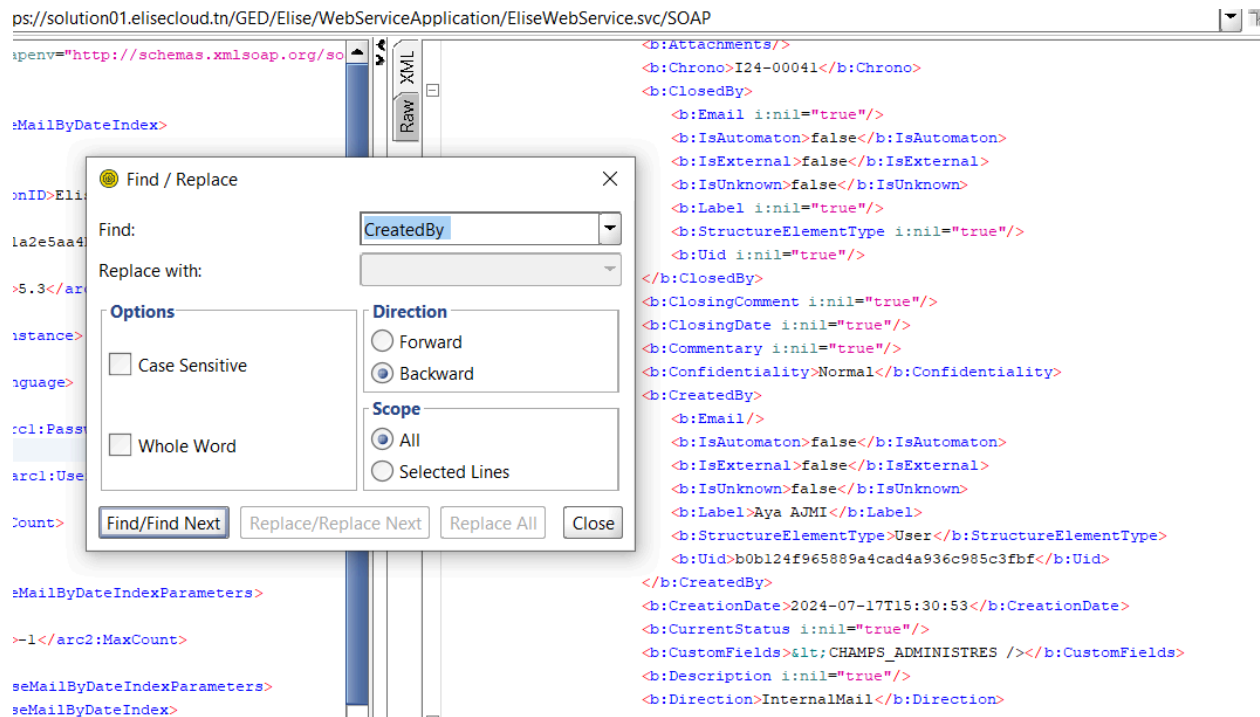 ps://solution01.elisecloud.tn/GED/Elise/WebServiceApplication/EliseWebService.svc/SOAP
apenv="http://schemas.xmlsoap.org/so
eMailByDateIndex>
onID>Elis
1a2e5aa4
>5.3</ar
nstance>
nguage>
rc1:Passw
arc1:Use
Count>
eMailByDateIndexParameters>
>-1</arc2:MaxCount>
seMailByDateIndexParameters>
seMailByDateIndex>
XML
Raw
Find / Replace
Find:
CreatedBy
Replace with:
Options
Case Sensitive
Whole Word
Direction
Forward
Backward
Scope
All
Selected Lines
Find/Find Next
Replace/Replace Next
Replace All
Close
<b:Attachments/>
<b:Chrono>I24-00041</b:Chrono>
<b:ClosedBy>
<b:Email i:nil="true"/>
<b:IsAutomaton>false</b:IsAutomaton>
<b:IsExternal>false</b:IsExternal>
<b:IsUnknown>false</b:IsUnknown>
<b:Label i:nil="true"/>
<b:StructureElementType i:nil="true"/>
<b:Uid i:nil="true"/>
</b:ClosedBy>
<b:ClosingComment i:nil="true"/>
<b:ClosingDate i:nil="true"/>
<b:Commentary i:nil="true"/>
<b:Confidentiality>Normal</b:Confidentiality>
<b:CreatedBy>
<b:Email/>
<b:IsAutomaton>false</b:IsAutomaton>
<b:IsExternal>false</b:IsExternal>
<b:IsUnknown>false</b:IsUnknown>
<b:Label>Aya AJMI</b:Label>
<b:StructureElementType>User</b:StructureElementType>
<b:Uid>b0b124f965889a4cad4a936c985c3fbf</b:Uid>
</b:CreatedBy>
<b:CreationDate>2024-07-17T15:30:53</b:CreationDate>
<b:CurrentStatus i:nil="true"/>
<b:CustomFields>&lt;CHAMPS_ADMINISTRES /></b:CustomFields>
<b:Description i:nil="true"/>
<b:Direction>InternalMail</b:Direction>